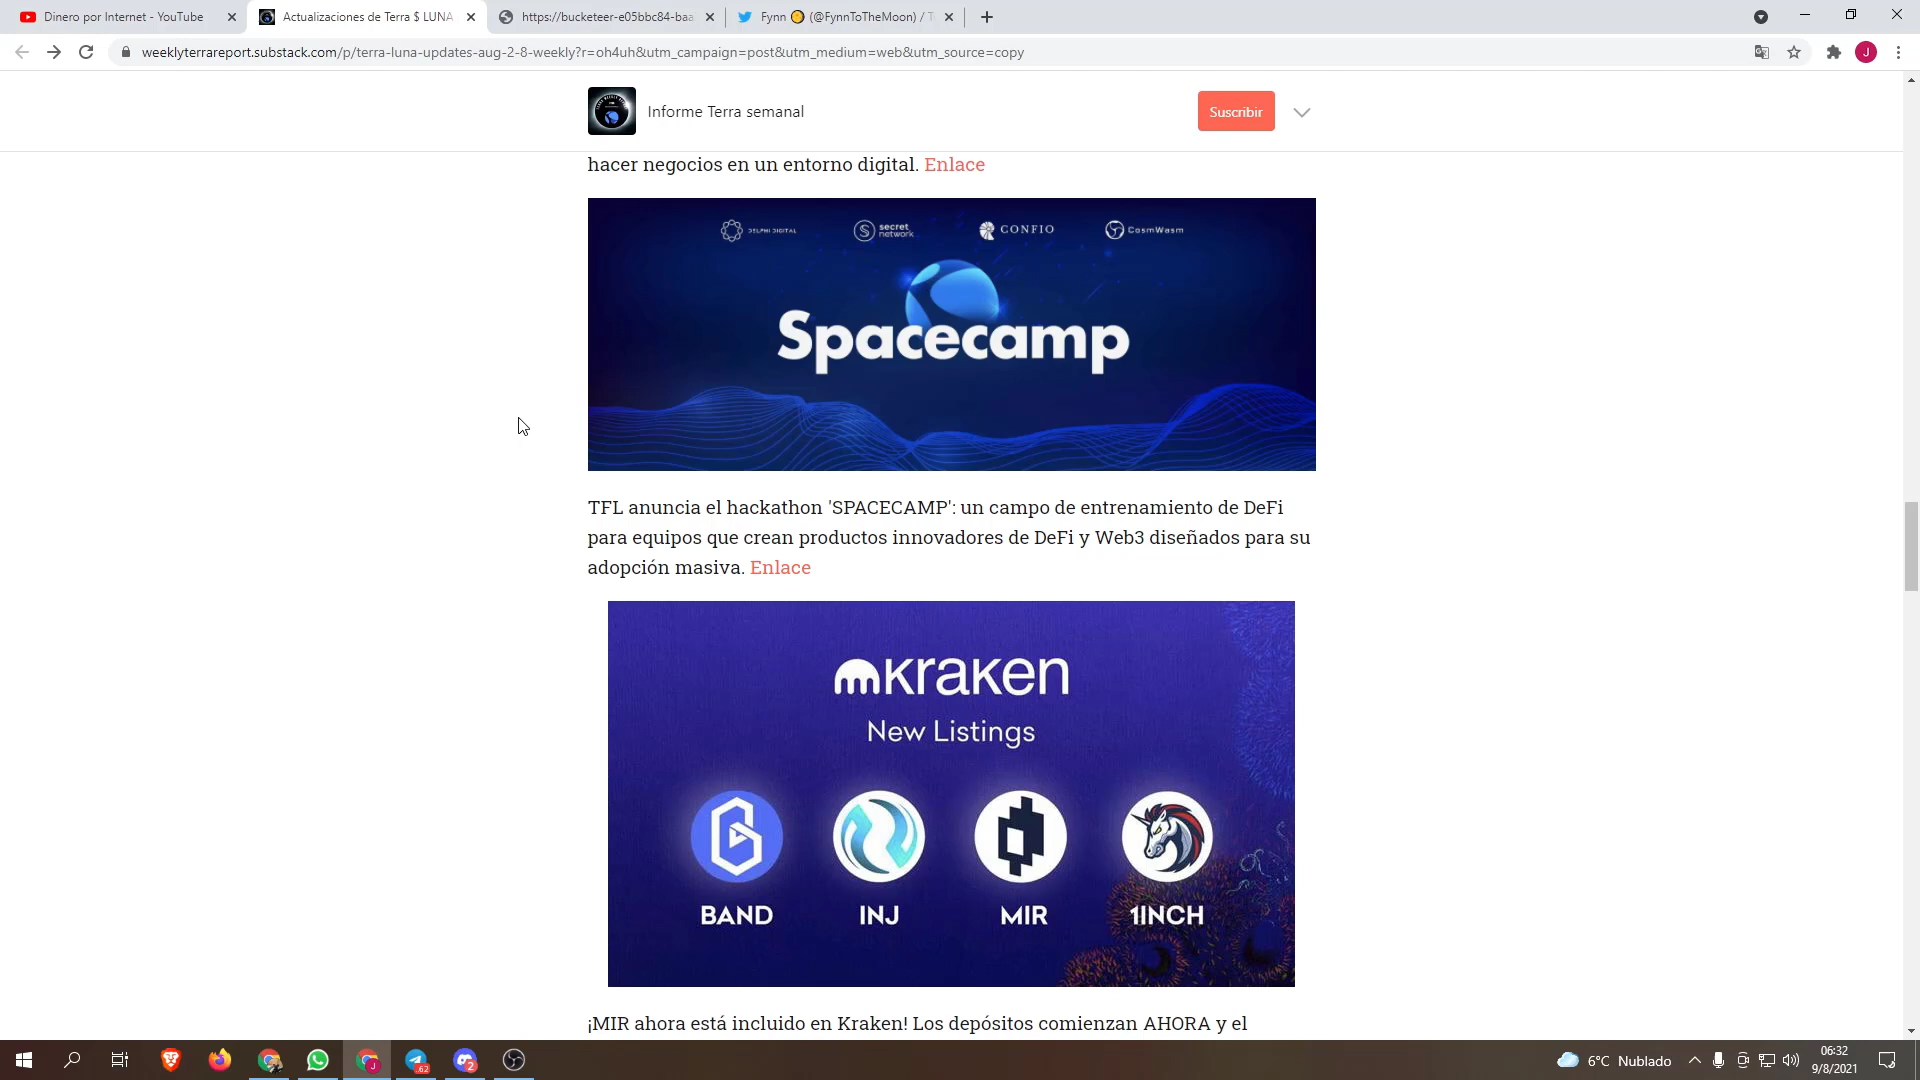 Dinero por Internet - YouTube
Actualizaciones de Terra $ LUNA
https://bucketeer-e05bbc84-baa
Fynn 🟡 (@FynnToTheMoon) / T
weeklyterrareport.substack.com/p/terra-luna-updates-aug-2-8-weekly?r=oh4uh&utm_campaign=post&utm_medium=web&utm_source=copy
J
Informe Terra semanal
Suscribir
hacer negocios en un entorno digital. Enlace
DELPHI DIGITAL
secret
network
CONFIO
CosmWasm
Spacecamp
TFL anuncia el hackathon 'SPACECAMP': un campo de entrenamiento de DeFi
para equipos que crean productos innovadores de DeFi y Web3 diseñados para su
adopción masiva. Enlace
kraken
New Listings
BAND INJ MIR 1INCH
¡MIR ahora está incluido en Kraken! Los depósitos comienzan AHORA y el
J
62
2
6°C Nublado
06:32
9/8/2021